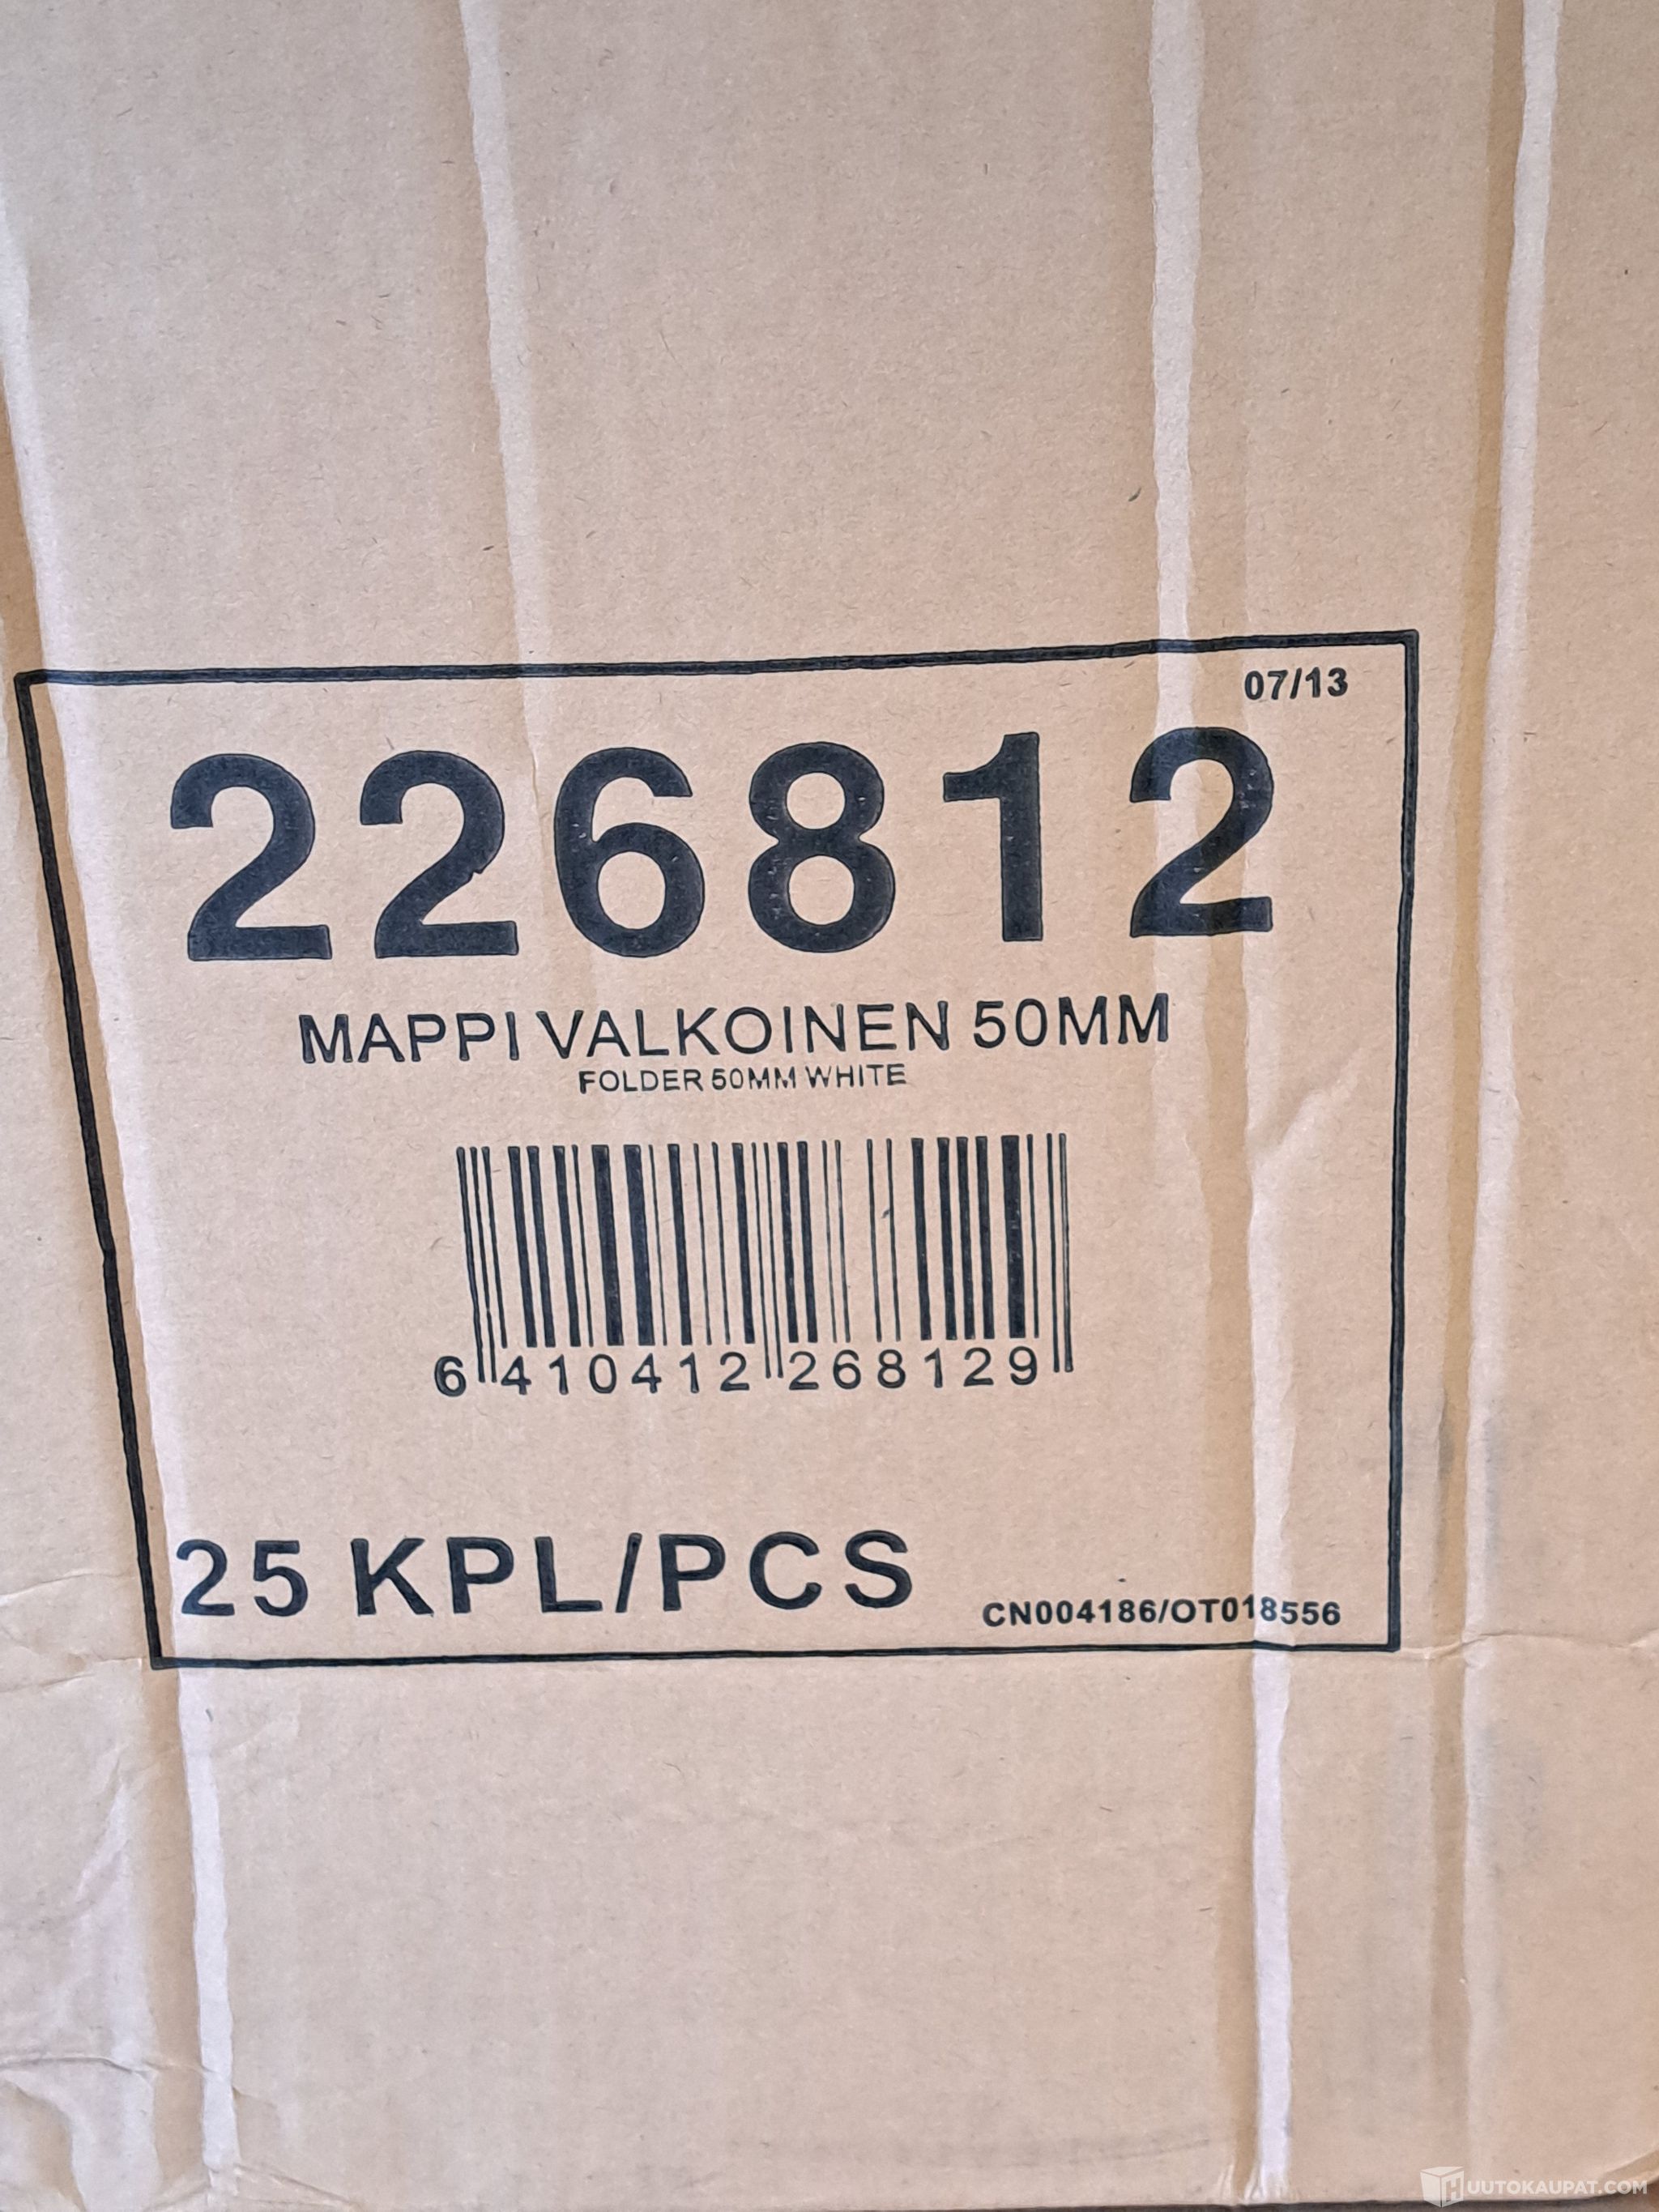 07/13
226812
MAPPI VALKOINEN 50MM
FOLDER 50MM WHITE
6 410412 268129
25 KPL/PCS
CN004186/OT018556
HUUTOKAUPAT.COM